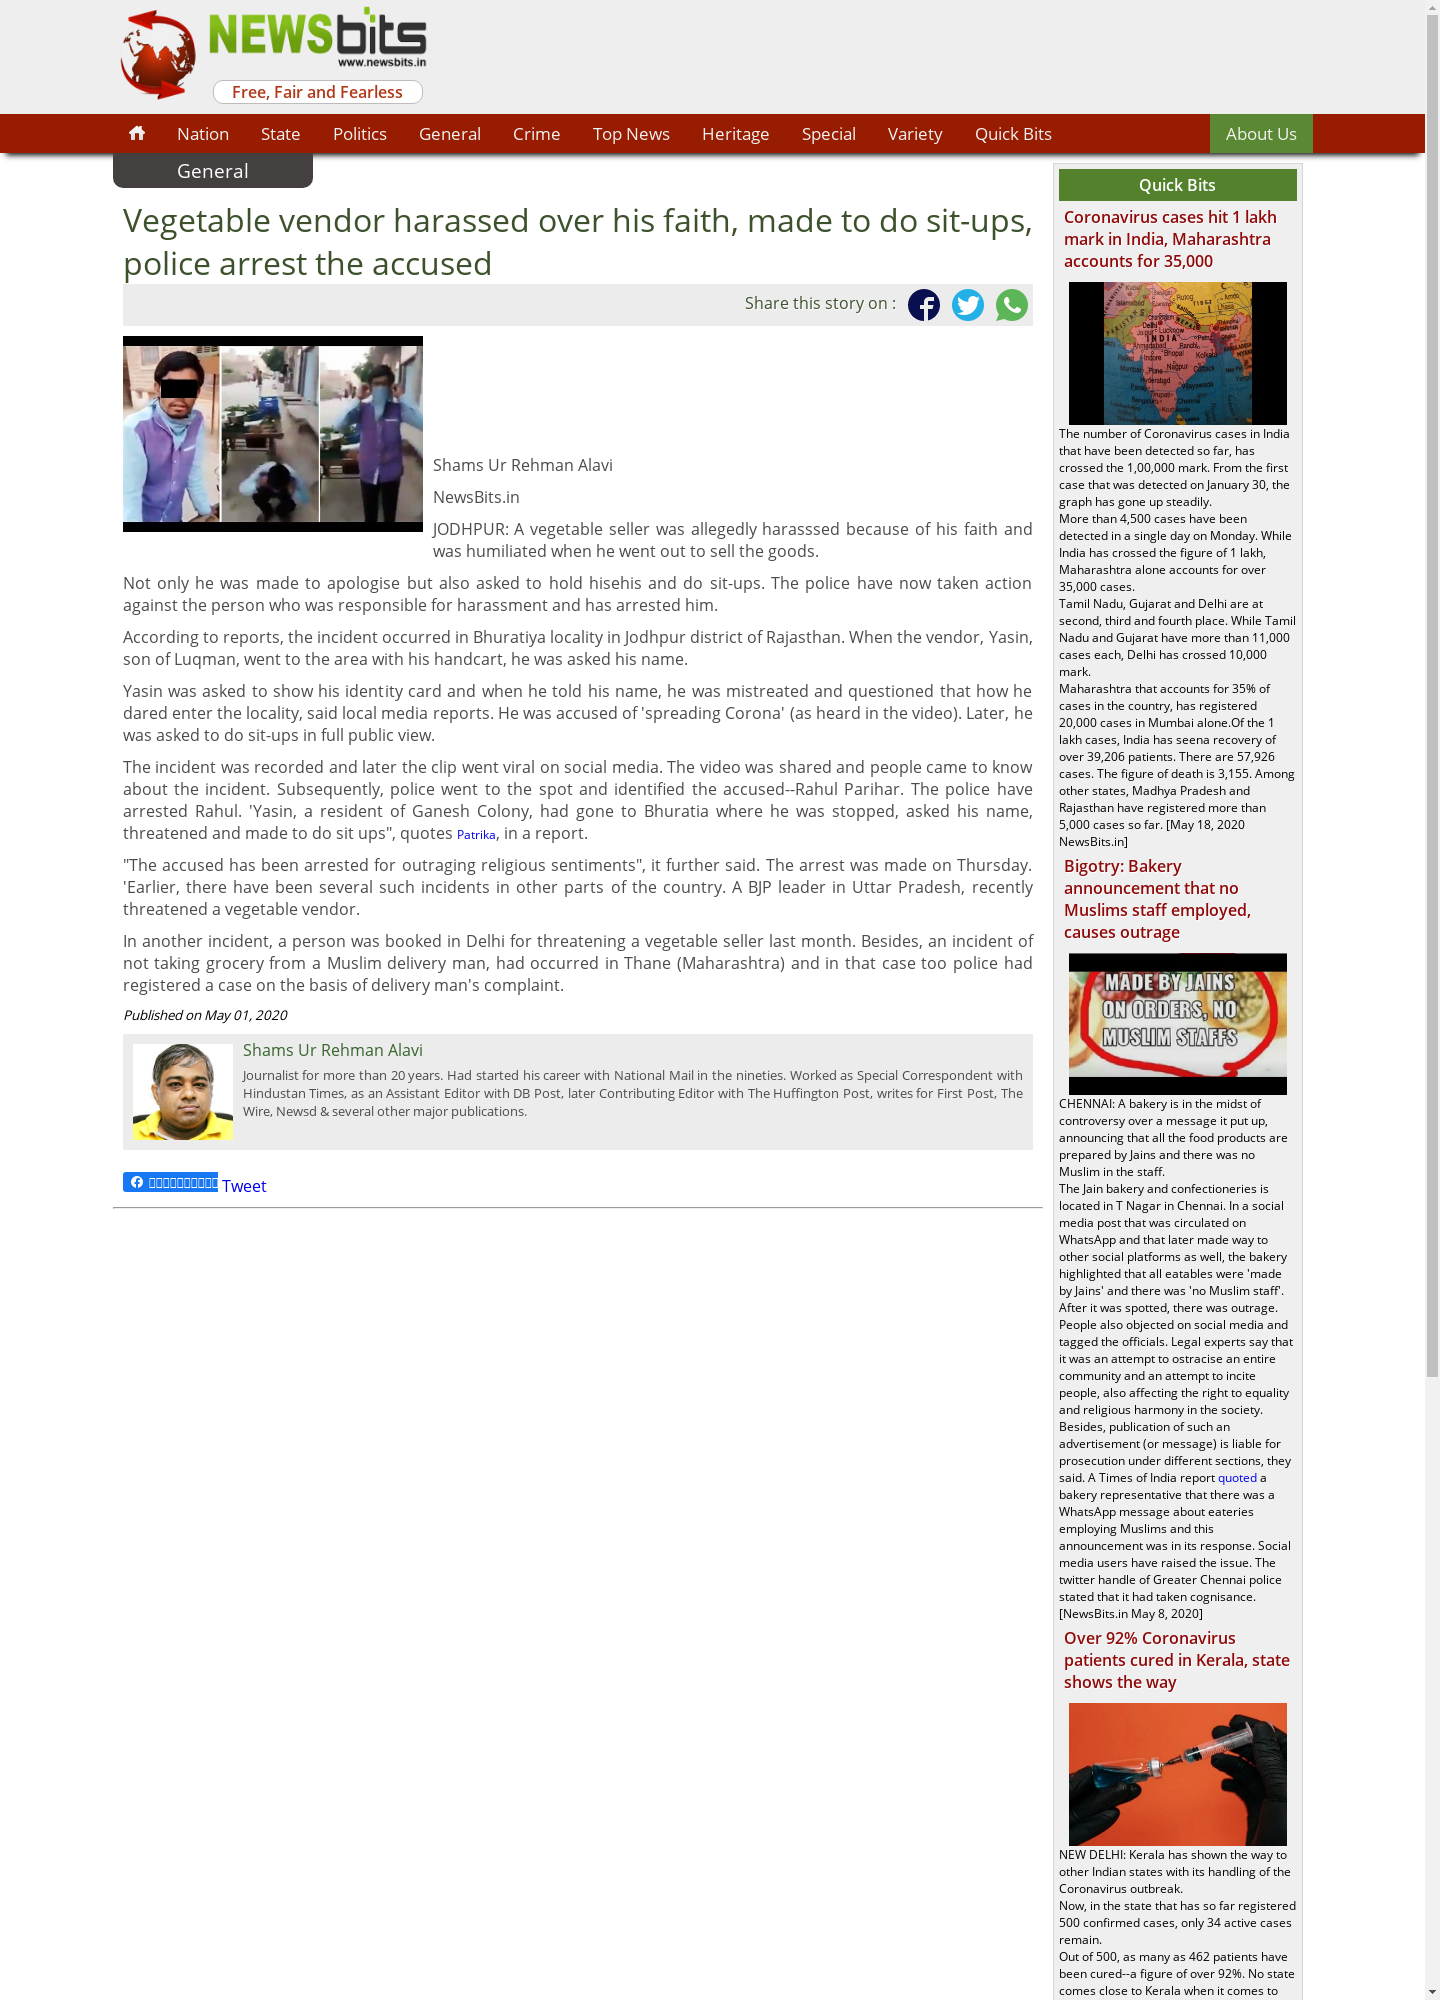 NEWSbits
www.newsbits.in
Free, Fair and Fearless
Nation State Politics General Crime Top News Heritage Special Variety Quick Bits About Us
General
Vegetable vendor harassed over his faith, made to do sit-ups,
police arrest the accused
Share this story on :
Shams Ur Rehman Alavi
NewsBits.in
JODHPUR: A vegetable seller was allegedly harasssed because of his faith and
was humiliated when he went out to sell the goods.
Not only he was made to apologise but also asked to hold hisehis and do sit-ups. The police have now taken action
against the person who was responsible for harassment and has arrested him.
According to reports, the incident occurred in Bhuratiya locality in Jodhpur district of Rajasthan. When the vendor, Yasin,
son of Luqman, went to the area with his handcart, he was asked his name.
Yasin was asked to show his identity card and when he told his name, he was mistreated and questioned that how he
dared enter the locality, said local media reports. He was accused of 'spreading Corona' (as heard in the video). Later, he
was asked to do sit-ups in full public view.
The incident was recorded and later the clip went viral on social media. The video was shared and people came to know
about the incident. Subsequently, police went to the spot and identified the accused--Rahul Parihar. The police have
arrested Rahul. 'Yasin, a resident of Ganesh Colony, had gone to Bhuratia where he was stopped, asked his name,
threatened and made to do sit ups", quotes Patrika, in a report.
"The accused has been arrested for outraging religious sentiments", it further said. The arrest was made on Thursday.
'Earlier, there have been several such incidents in other parts of the country. A BJP leader in Uttar Pradesh, recently
threatened a vegetable vendor.
In another incident, a person was booked in Delhi for threatening a vegetable seller last month. Besides, an incident of
not taking grocery from a Muslim delivery man, had occurred in Thane (Maharashtra) and in that case too police had
registered a case on the basis of delivery man's complaint.
Published on May 01, 2020
Shams Ur Rehman Alavi
Journalist for more than 20 years. Had started his career with National Mail in the nineties. Worked as Special Correspondent with
Hindustan Times, as an Assistant Editor with DB Post, later Contributing Editor with The Huffington Post, writes for First Post, The
Wire, Newsd & several other major publications.
Tweet
Quick Bits
Coronavirus cases hit 1 lakh
mark in India, Maharashtra
accounts for 35,000
INDIA
The number of Coronavirus cases in India
that have been detected so far, has
crossed the 1,00,000 mark. From the first
case that was detected on January 30, the
graph has gone up steadily.
More than 4,500 cases have been
detected in a single day on Monday. While
India has crossed the figure of 1 lakh,
Maharashtra alone accounts for over
35,000 cases.
Tamil Nadu, Gujarat and Delhi are at
second, third and fourth place. While Tamil
Nadu and Gujarat have more than 11,000
cases each, Delhi has crossed 10,000
mark.
Maharashtra that accounts for 35% of
cases in the country, has registered
20,000 cases in Mumbai alone.Of the 1
lakh cases, India has seena recovery of
over 39,206 patients. There are 57,926
cases. The figure of death is 3,155. Among
other states, Madhya Pradesh and
Rajasthan have registered more than
5,000 cases so far. [May 18, 2020
NewsBits.in]
Bigotry: Bakery
announcement that no
Muslims staff employed,
causes outrage
MADE BY JAINS
ON ORDERS, NO
MUSLIM STAFFS
CHENNAI: A bakery is in the midst of
controversy over a message it put up,
announcing that all the food products are
prepared by Jains and there was no
Muslim in the staff.
The Jain bakery and confectioneries is
located in T Nagar in Chennai. In a social
media post that was circulated on
WhatsApp and that later made way to
other social platforms as well, the bakery
highlighted that all eatables were 'made
by Jains' and there was 'no Muslim staff'.
After it was spotted, there was outrage.
People also objected on social media and
tagged the officials. Legal experts say that
it was an attempt to ostracise an entire
community and an attempt to incite
people, also affecting the right to equality
and religious harmony in the society.
Besides, publication of such an
advertisement (or message) is liable for
prosecution under different sections, they
said. A Times of India report quoted a
bakery representative that there was a
WhatsApp message about eateries
employing Muslims and this
announcement was in its response. Social
media users have raised the issue. The
twitter handle of Greater Chennai police
stated that it had taken cognisance.
[NewsBits.in May 8, 2020]
Over 92% Coronavirus
patients cured in Kerala, state
shows the way
NEW DELHI: Kerala has shown the way to
other Indian states with its handling of the
Coronavirus outbreak.
Now, in the state that has so far registered
500 confirmed cases, only 34 active cases
remain.
Out of 500, as many as 462 patients have
been cured--a figure of over 92%. No state
comes close to Kerala when it comes to